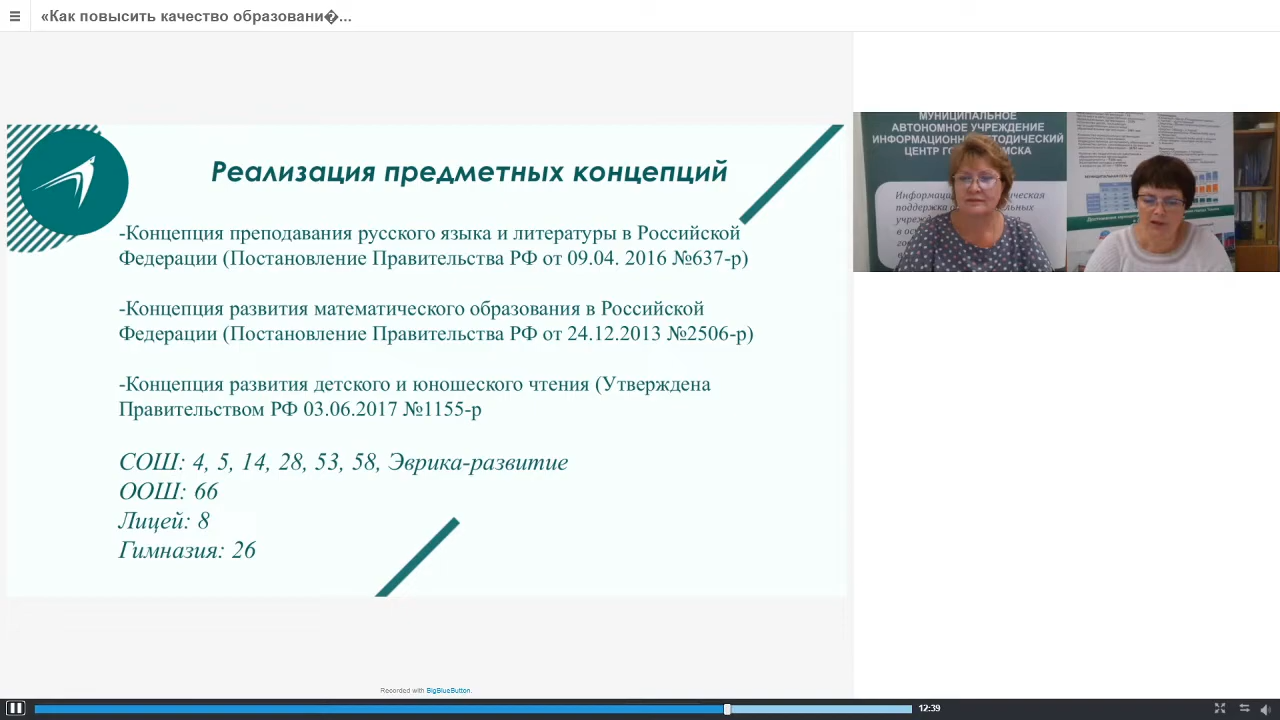 «Как повысить качество образовани�...
Реализация предметных концепций
-Концепция преподавания русского языка и литературы в Российской
Федерации (Постановление Правительства РФ от 09.04. 2016 №637-р)
-Концепция развития математического образования в Российской
Федерации (Постановление Правительства РФ от 24.12.2013 №2506-р)
-Концепция развития детского и юношеского чтения (Утверждена
Правительством РФ 03.06.2017 №1155-р
СОШ: 4, 5, 14, 28, 53, 58, Эврика-развитие
ООШ: 66
Лицей: 8
Гимназия: 26
МУНИЦИПАЛЬНОЕ
АВТОНОМНОЕ УЧРЕЖДЕНИЕ
ЦЕНТР
поддержка
Recorded with BigBlueButton.
12:39